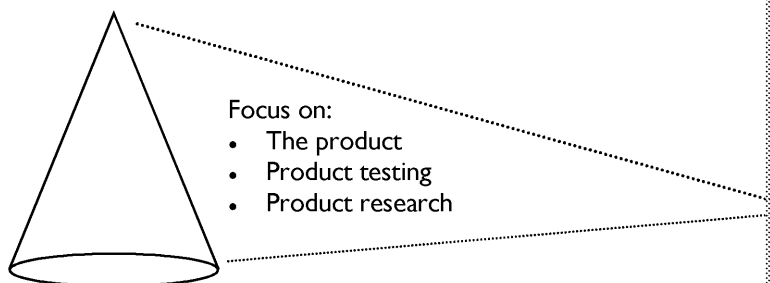 Focus on:
• The product
• Product testing
• Product research